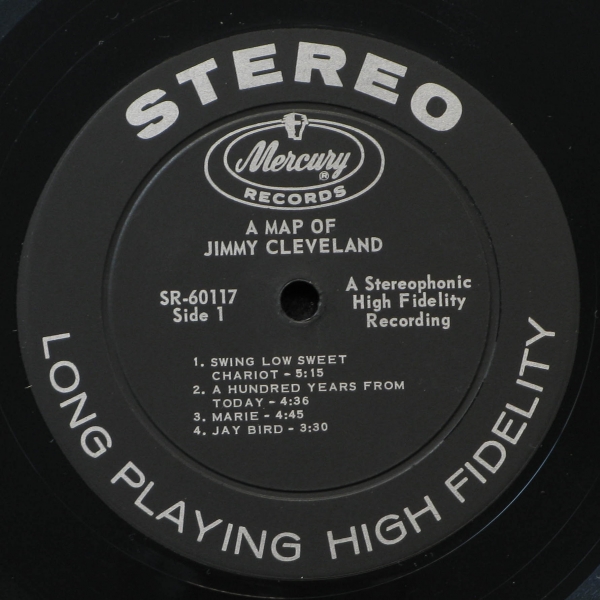 STEREO
Mercury®
RECORDS
A MAP OF
JIMMY CLEVELAND
SR-60117
Side 1
A Stereophonic
High Fidelity
Recording
1. SWING LOW SWEET
CHARIOT - 5:15
2. A HUNDRED YEARS FROM
TODAY - 4:36
3. MARIE - 4:45
4. JAY BIRD - 3:30
LONG PLAYING HIGH FIDELITY